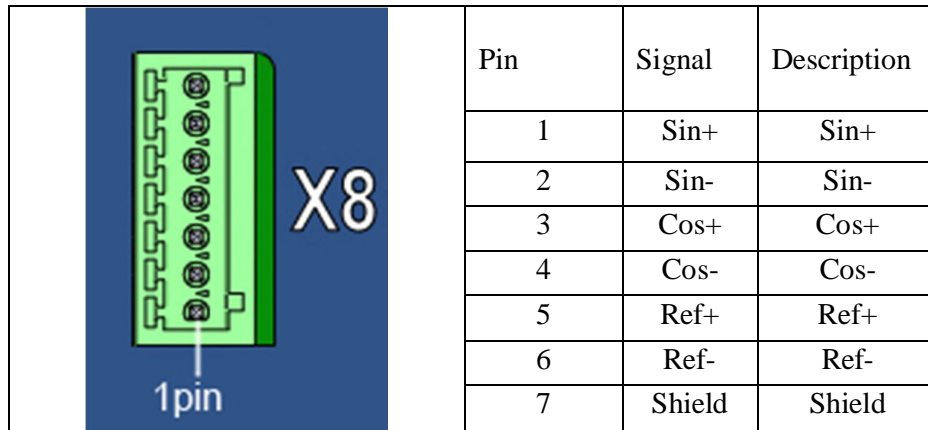 X8
1pin
Pin Signal Description
1 Sin+ Sin+
2 Sin- Sin-
3 Cos+ Cos+
4 Cos- Cos-
5 Ref+ Ref+
6 Ref- Ref-
7 Shield Shield